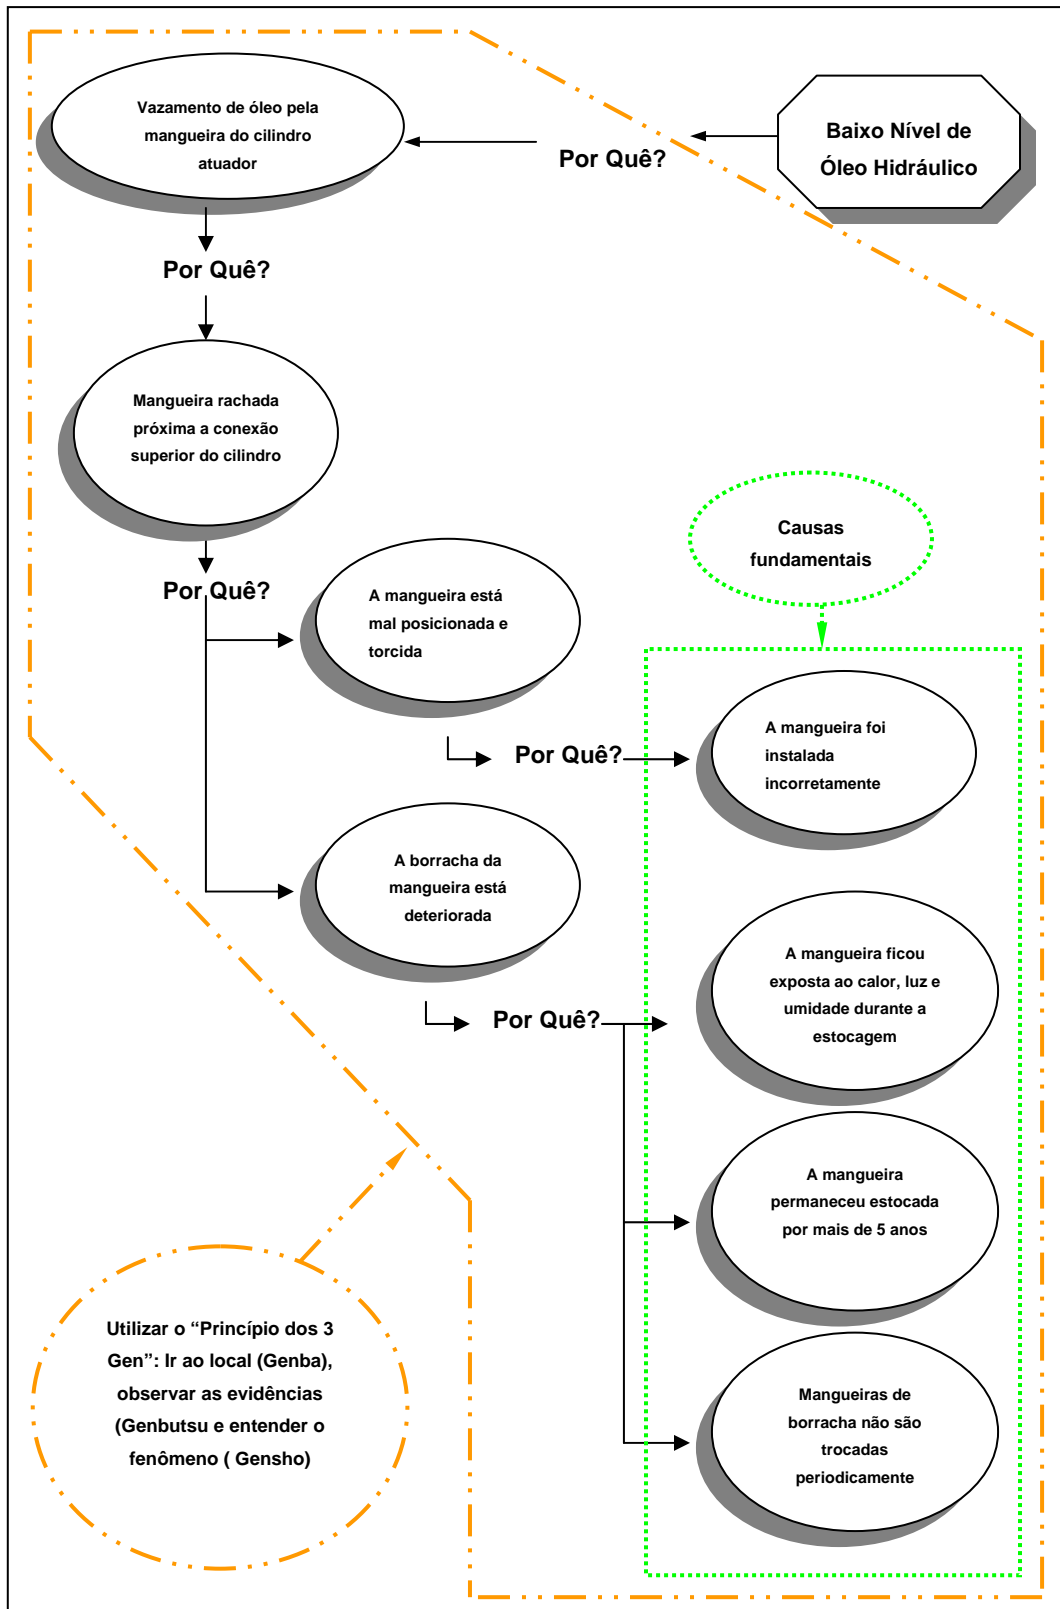 Baixo Nível de
Óleo Hidráulico
Por Quê?
Vazamento de óleo pela
mangueira do cilindro
atuador
Por Quê?
Mangueira rachada
próxima a conexão
superior do cilindro
Por Quê?
A mangueira está
mal posicionada e
torcida
Por Quê?
A mangueira foi
instalada
incorretamente
Causas
fundamentais
A borracha da
mangueira está
deteriorada
Por Quê?
A mangueira ficou
exposta ao calor, luz e
umidade durante a
estocagem
A mangueira
permaneceu estocada
por mais de 5 anos
Mangueiras de
borracha não são
trocadas
periodicamente
Utilizar o “Princípio dos 3
Gen”: Ir ao local (Genba),
observar as evidências
(Genbutsu e entender o
fenômeno ( Gensho)